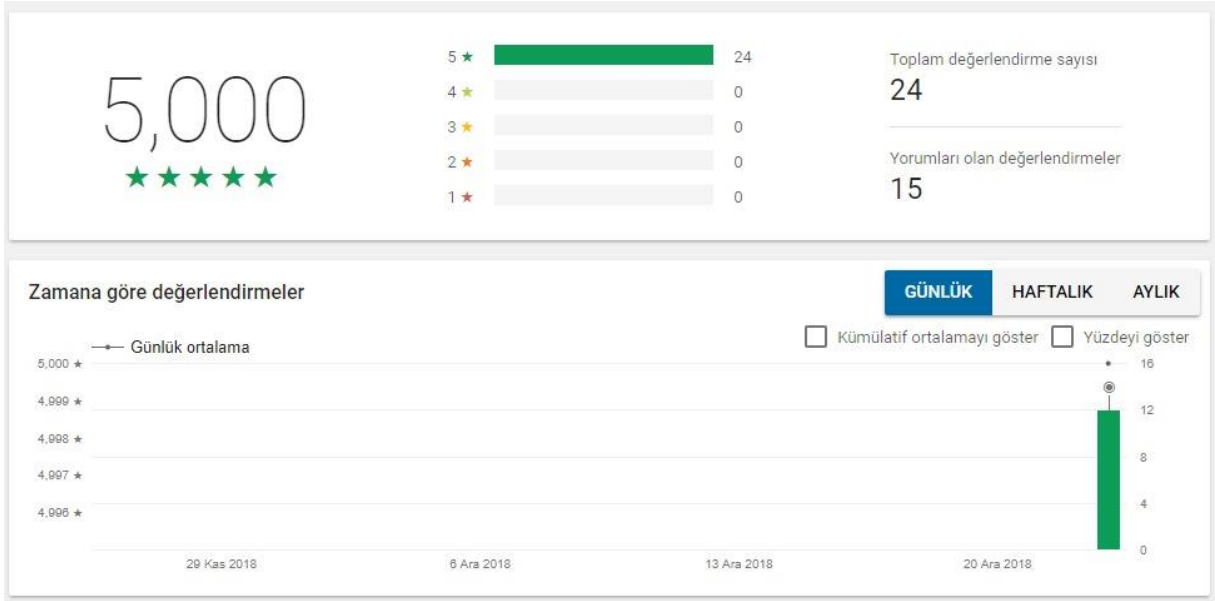 5,000
★★★★★
5 ★ 24
4 ★ 0
3 ★ 0
2 ★ 0
1 ★ 0
Toplam değerlendirme sayısı
24
Yorumları olan değerlendirmeler
15
Zamana göre değerlendirmeler
GÜNLÜK HAFTALIK AYLIK
Kümülatif ortalamayı göster Yüzdeyi göster
Günlük ortalama
5,000 ★ 16
4,999 ★
12
4,998 ★
8
4,997 ★
4
4,996 ★
0
29 Kas 2018 6 Ara 2018 13 Ara 2018 20 Ara 2018